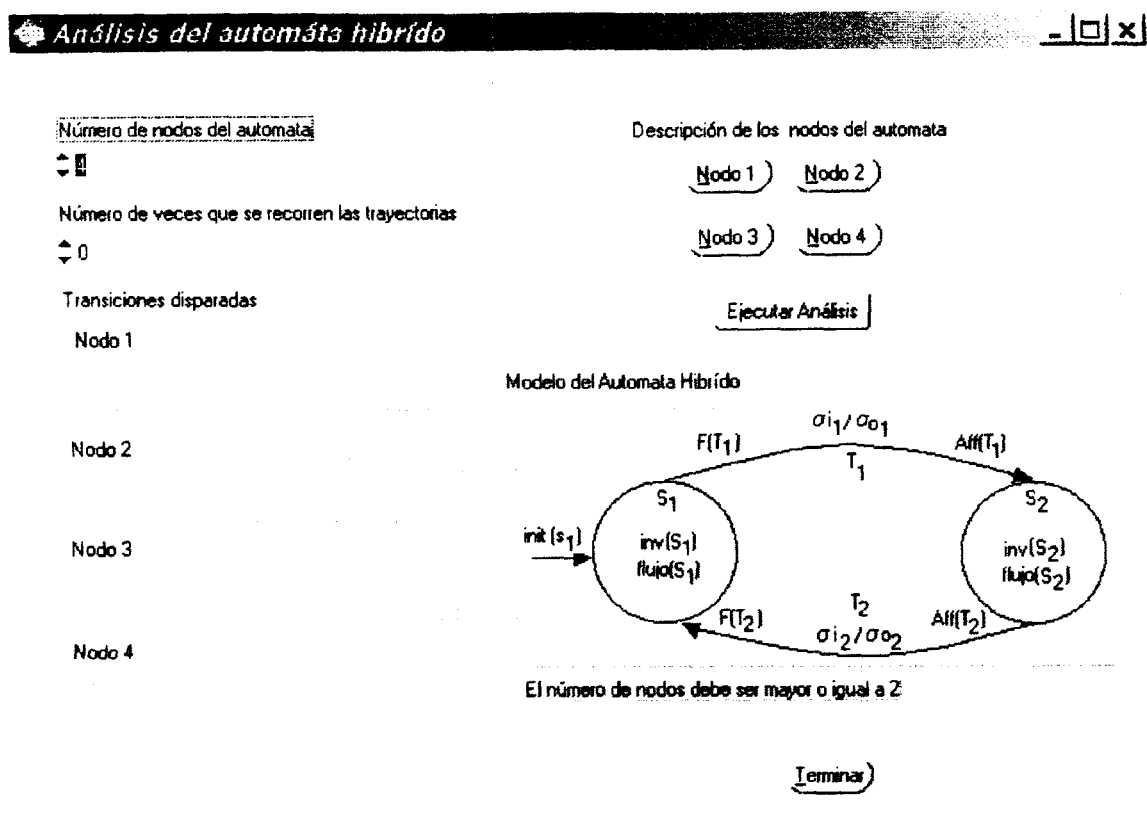 Análisis del automáta hibrído
Número de nodos del automata
4
Número de veces que se recorren las trayectorias
0
Transiciones disparadas
Nodo 1
Nodo 2
Nodo 3
Nodo 4
Descripción de los nodos del automata
Nodo 1 Nodo 2
Nodo 3 Nodo 4
Ejecutar Análisis
Modelo del Automata Hibrído
σi1/σo1
F(T1) Aff(T1)
T1
S1 S2
init (s1)
inv(S1) inv(S2)
flujo(S1) flujo(S2)
T2
F(T2) Aff(T2)
σi2/σo2
El número de nodos debe ser mayor o igual a 2
Terminar